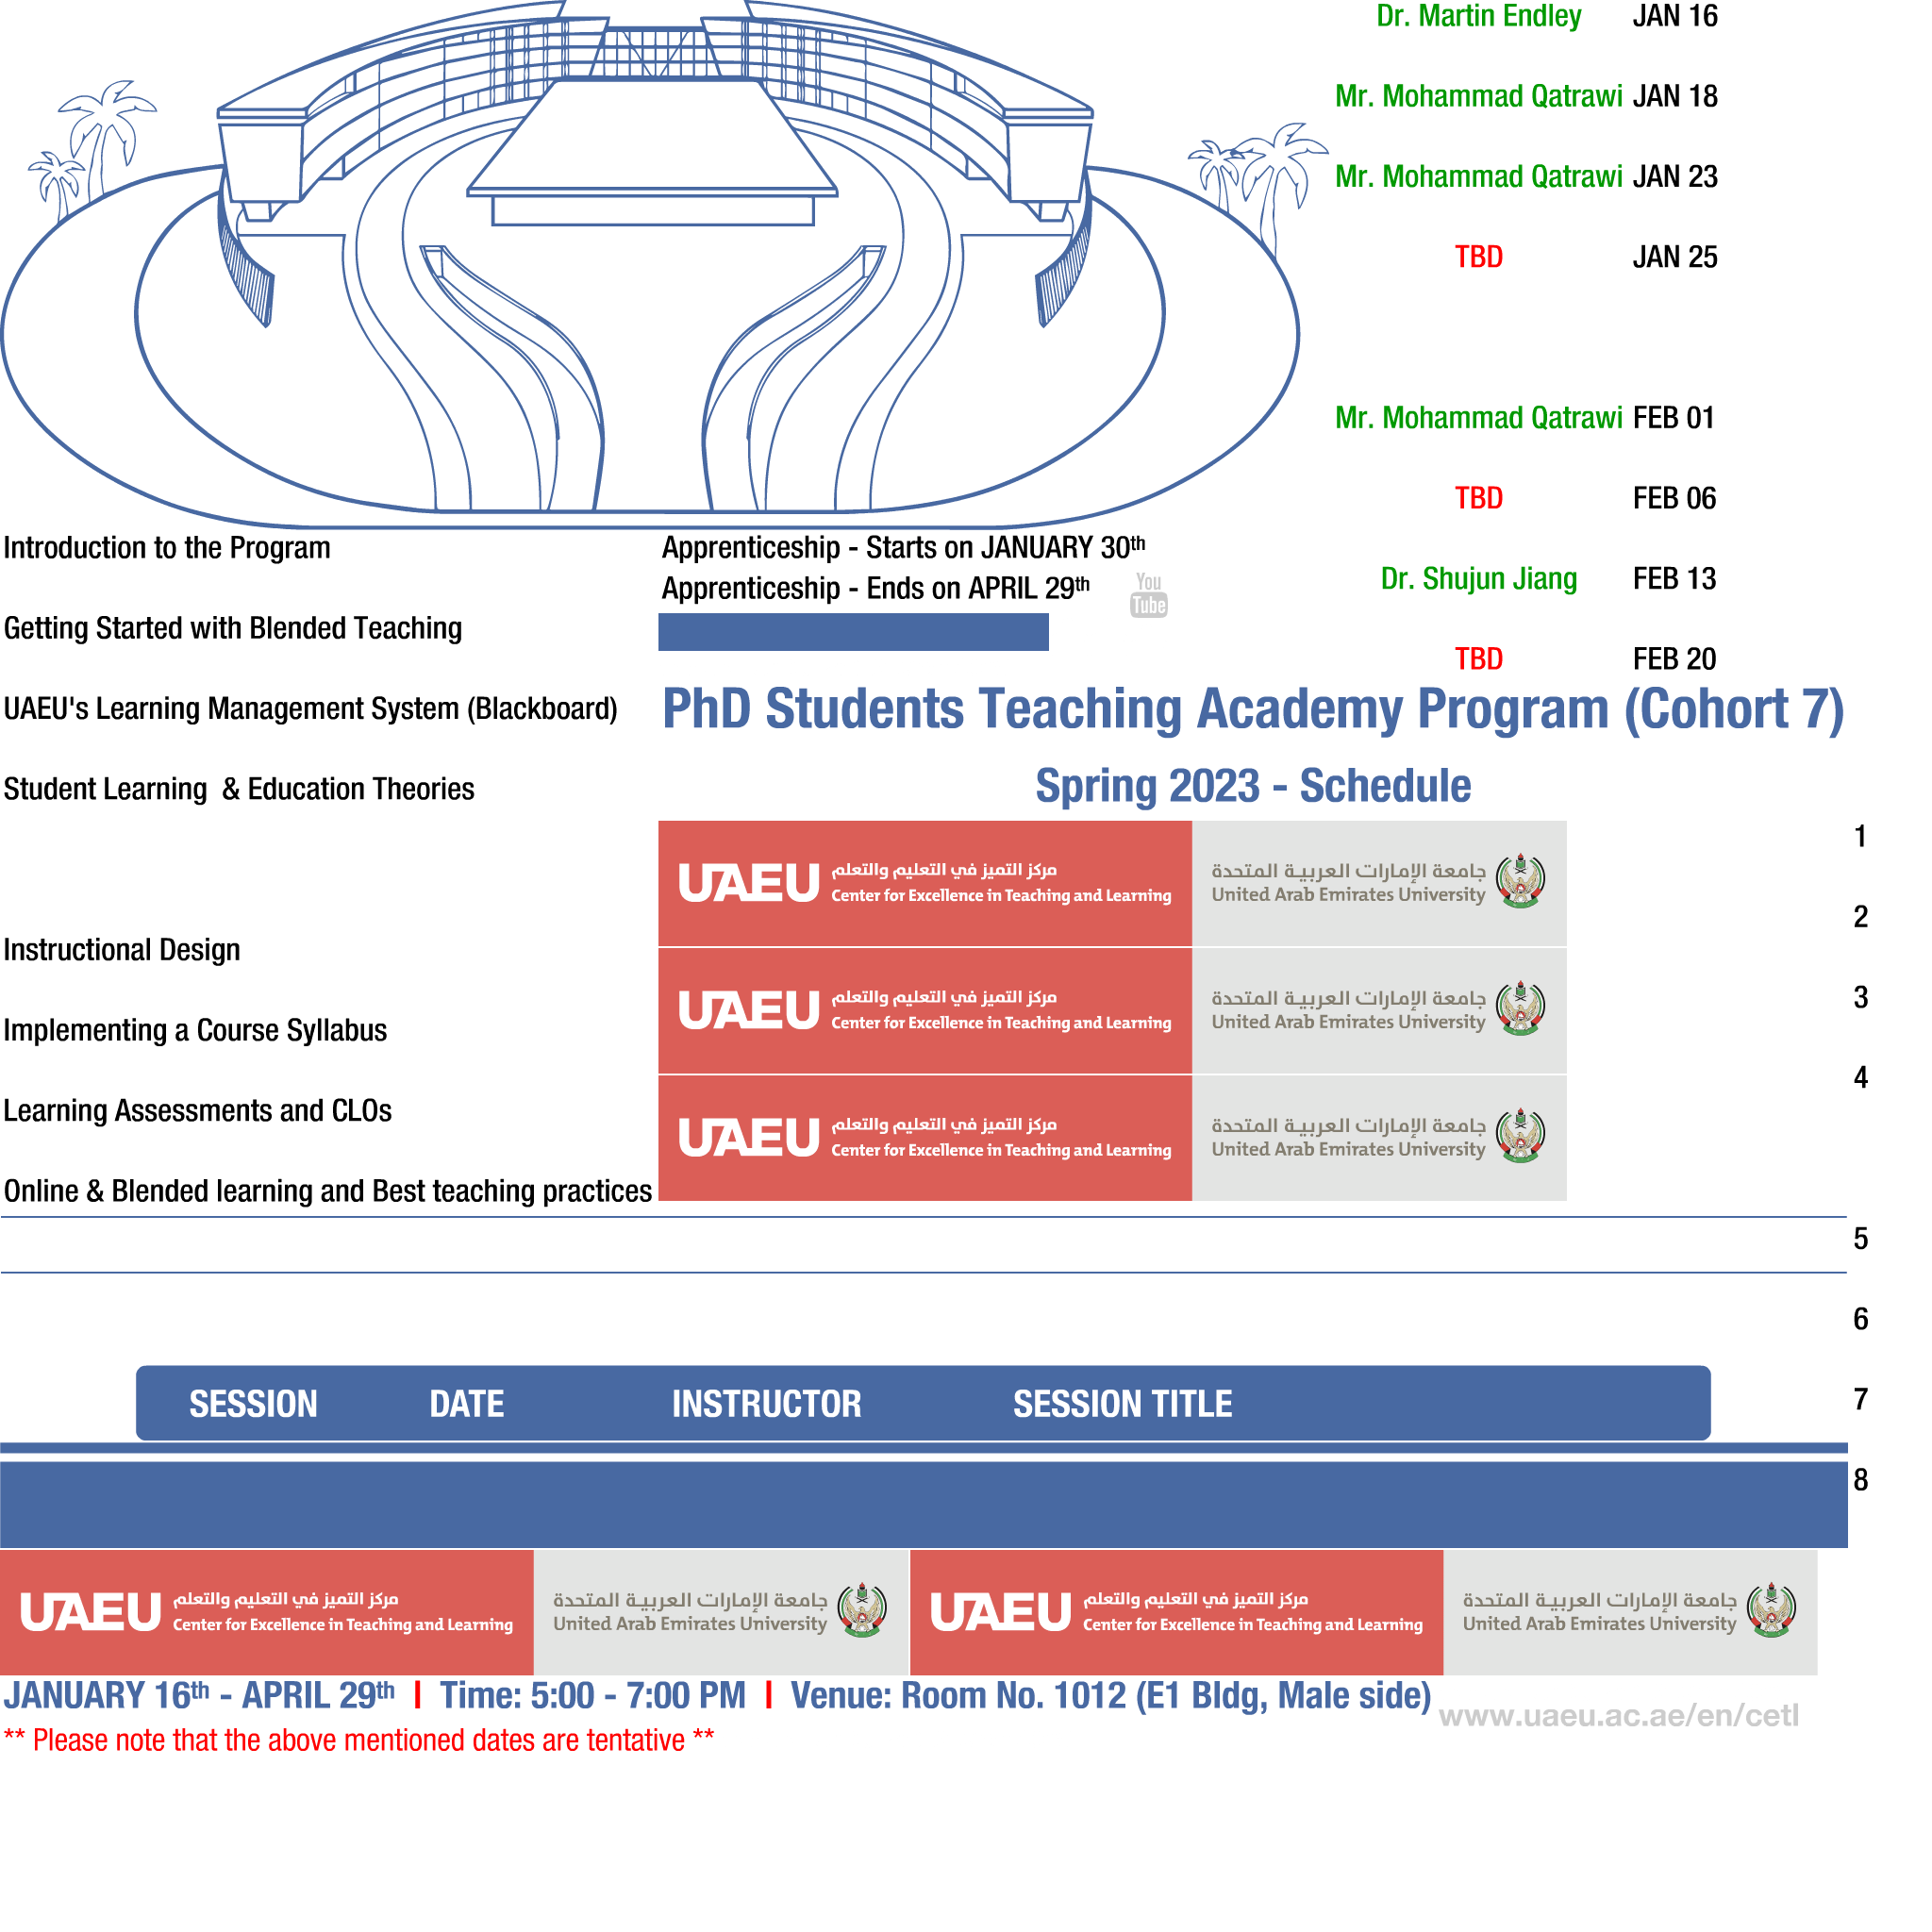 Dr. Martin Endley JAN 16
Mr. Mohammad Qatrawi JAN 18
Mr. Mohammad Qatrawi JAN 23
TBD JAN 25
Mr. Mohammad Qatrawi FEB 01
TBD FEB 06
Dr. Shujun Jiang FEB 13
TBD FEB 20
Introduction to the Program
Getting Started with Blended Teaching
UAEU's Learning Management System (Blackboard)
Student Learning & Education Theories
Instructional Design
Implementing a Course Syllabus
Learning Assessments and CLOs
Online & Blended learning and Best teaching practices
Apprenticeship - Starts on JANUARY 30th
Apprenticeship - Ends on APRIL 29th
You
Tube
PhD Students Teaching Academy Program (Cohort 7)
Spring 2023 - Schedule
UAEU مركز التميز في التعليم والتعلم
Center for Excellence in Teaching and Learning
جامعة الإمارات العربية المتحدة
United Arab Emirates University
UAEU مركز التميز في التعليم والتعلم
Center for Excellence in Teaching and Learning
جامعة الإمارات العربية المتحدة
United Arab Emirates University
UAEU مركز التميز في التعليم والتعلم
Center for Excellence in Teaching and Learning
جامعة الإمارات العربية المتحدة
United Arab Emirates University
1
2
3
4
5
6
7
8
SESSION DATE INSTRUCTOR SESSION TITLE
UAEU مركز التميز في التعليم والتعلم
Center for Excellence in Teaching and Learning
جامعة الإمارات العربية المتحدة
United Arab Emirates University
UAEU مركز التميز في التعليم والتعلم
Center for Excellence in Teaching and Learning
جامعة الإمارات العربية المتحدة
United Arab Emirates University
JANUARY 16th - APRIL 29th | Time: 5:00 - 7:00 PM | Venue: Room No. 1012 (E1 Bldg, Male side)
www.uaeu.ac.ae/en/cetl
** Please note that the above mentioned dates are tentative **